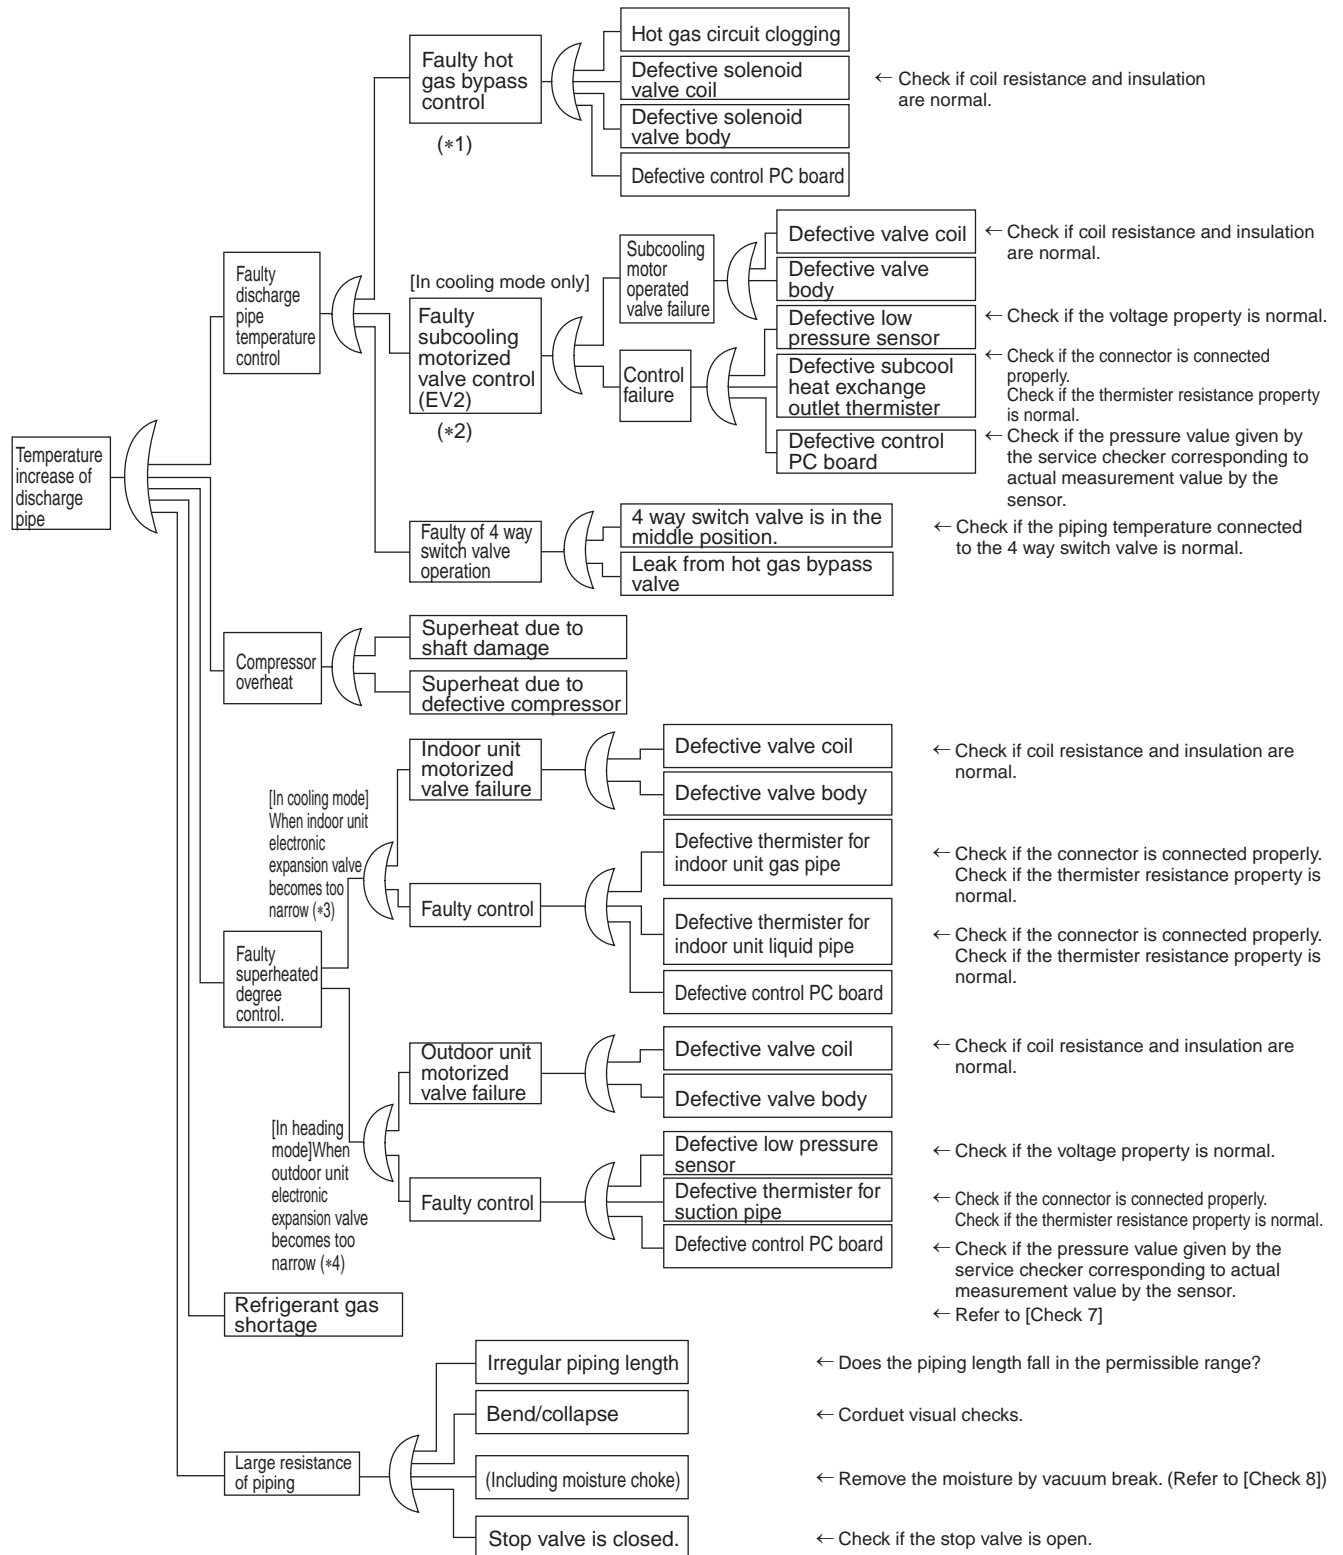 Temperature
increase of
discharge
pipe
Faulty
discharge
pipe
temperature
control
Faulty hot
gas bypass
control
(*1)
Hot gas circuit clogging
Defective solenoid
valve coil
← Check if coil resistance and insulation
are normal.
Defective solenoid
valve body
Defective control PC board
[In cooling mode only]
Faulty
subcooling
motorized
valve control
(EV2)
(*2)
Subcooling
motor
operated
valve failure
Defective valve coil
← Check if coil resistance and insulation
are normal.
Defective valve
body
Control
failure
Defective low
pressure sensor
← Check if the voltage property is normal.
Defective subcool
heat exchange
outlet thermister
← Check if the connector is connected
properly.
Check if the thermister resistance property
is normal.
Defective control
PC board
← Check if the pressure value given by
the service checker corresponding to
actual measurement value by the
sensor.
Faulty of 4 way
switch valve
operation
4 way switch valve is in the
middle position.
← Check if the piping temperature connected
to the 4 way switch valve is normal.
Leak from hot gas bypass
valve
Compressor
overheat
Superheat due to
shaft damage
Superheat due to
defective compressor
Faulty
superheated
degree
control.
[In cooling mode]
When indoor unit
electronic
expansion valve
becomes too
narrow (*3)
Indoor unit
motorized
valve failure
Defective valve coil
← Check if coil resistance and insulation are
normal.
Defective valve body
Faulty control
Defective thermister for
indoor unit gas pipe
← Check if the connector is connected properly.
Check if the thermister resistance property is
normal.
Defective thermister for
indoor unit liquid pipe
← Check if the connector is connected properly.
Check if the thermister resistance property is
normal.
Defective control PC board
[In heading
mode]When
outdoor unit
electronic
expansion valve
becomes too
narrow (*4)
Outdoor unit
motorized
valve failure
Defective valve coil
← Check if coil resistance and insulation are
normal.
Defective valve body
Faulty control
Defective low pressure
sensor
← Check if the voltage property is normal.
Defective thermister for
suction pipe
← Check if the connector is connected properly.
Check if the thermister resistance property is normal.
Defective control PC board
← Check if the pressure value given by the
service checker corresponding to actual
measurement value by the sensor.
Refrigerant gas
shortage
← Refer to [Check 7]
Large resistance
of piping
Irregular piping length
← Does the piping length fall in the permissible range?
Bend/collapse
← Corduet visual checks.
(Including moisture choke)
← Remove the moisture by vacuum break. (Refer to [Check 8])
Stop valve is closed.
← Check if the stop valve is open.